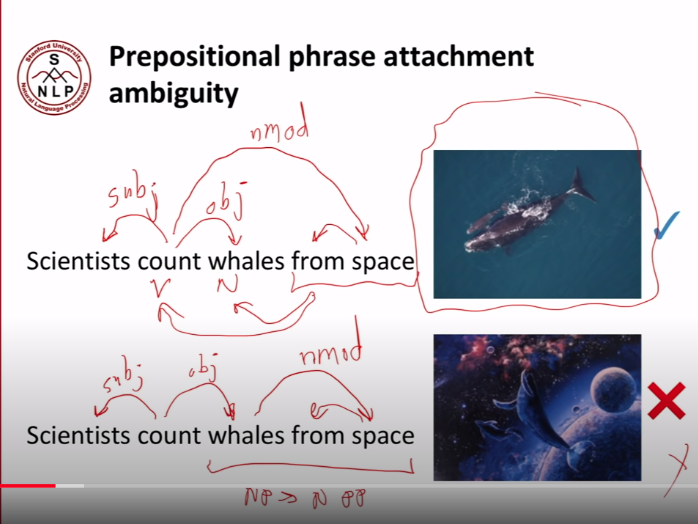 Stanford University
S
NLP
Natural Language Processing
Prepositional phrase attachment
ambiguity
nmod
subj
obj
Scientists count whales from space
V N
nmod
subj
obj
Scientists count whales from space
NP → N PP